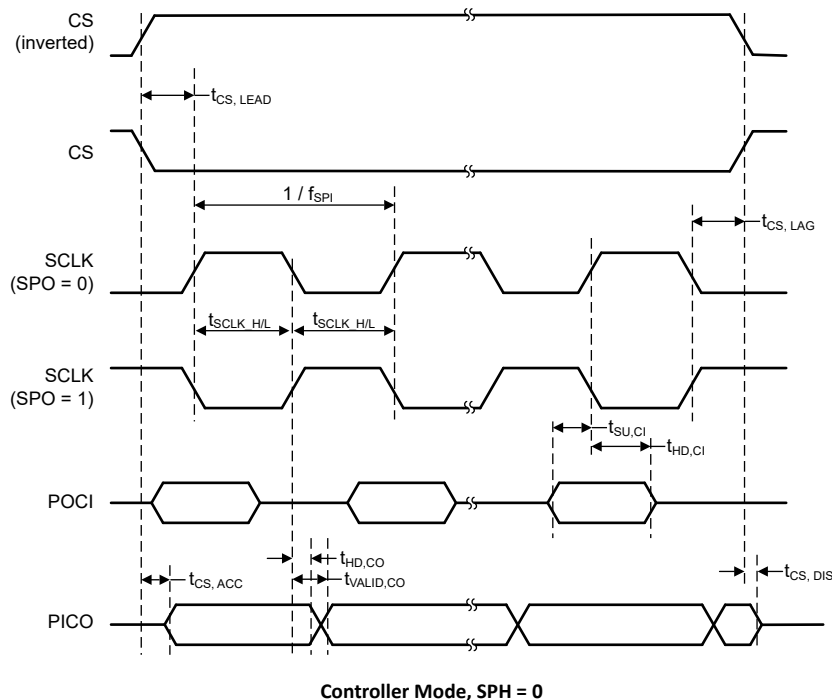 CS
(inverted)
tCS, LEAD
CS
1 / fSPI
tCS, LAG
SCLK
(SPO = 0)
tSCLK_H/L tSCLK_H/L
SCLK
(SPO = 1)
tSU,CI
tHD,CI
POCI
tHD,CO
tCS, ACC tVALID,CO tCS, DIS
PICO
Controller Mode, SPH = 0